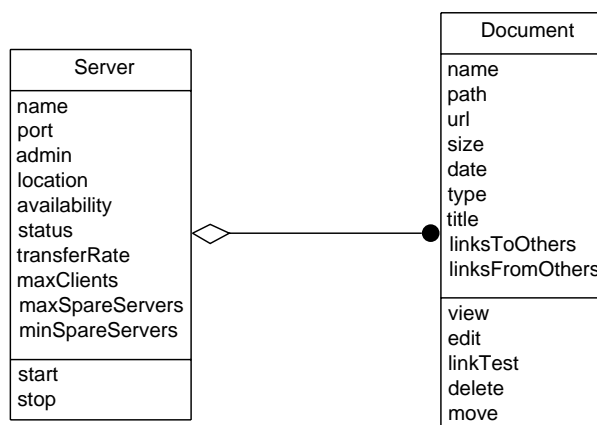 Server
name
port
admin
location
availability
status
transferRate
maxClients
maxSpareServers
minSpareServers
start
stop
Document
name
path
url
size
date
type
title
linksToOthers
linksFromOthers
view
edit
linkTest
delete
move